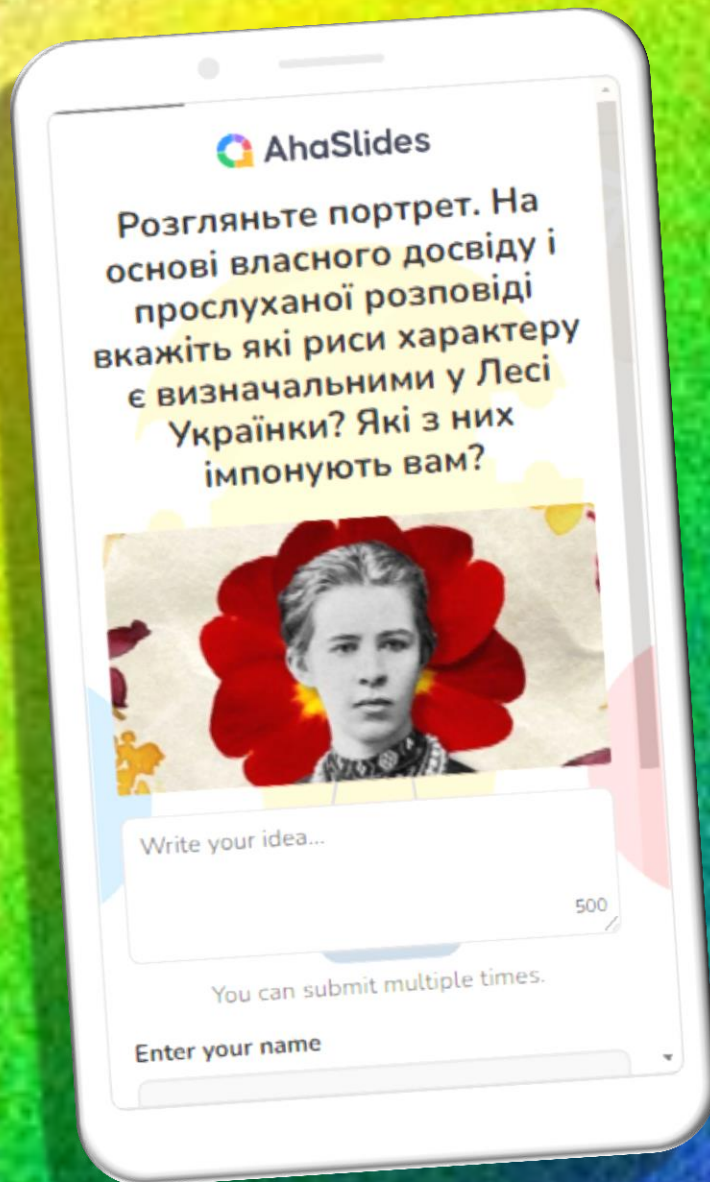 AhaSlides
Розгляньте портрет. На
основі власного досвіду і
прослуханої розповіді
вкажіть які риси характеру
є визначальними у Лесі
Українки? Які з них
імпонують вам?
Write your idea...
500
You can submit multiple times.
Enter your name